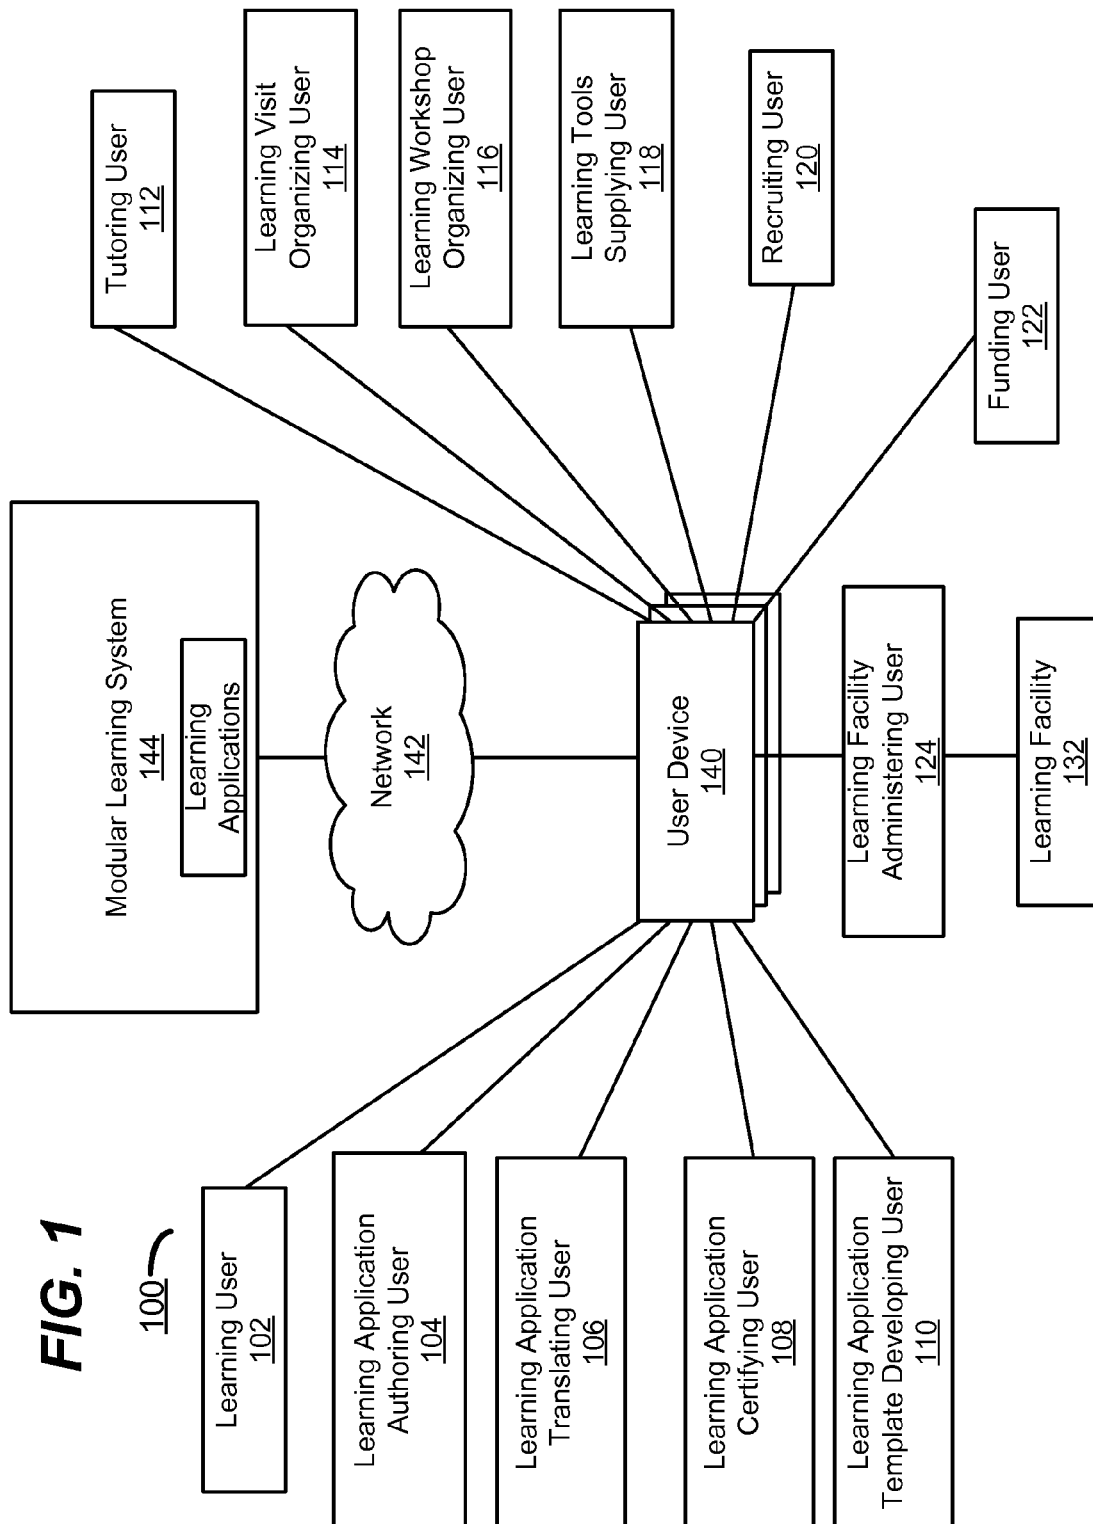 FIG. 1
100
Modular Learning System
144
Learning
Applications
Network
142
User Device
140
Learning User
102
Learning Application
Authoring User
104
Learning Application
Translating User
106
Learning Application
Certifying User
108
Learning Application
Template Developing User
110
Tutoring User
112
Learning Visit
Organizing User
114
Learning Workshop
Organizing User
116
Learning Tools
Supplying User
118
Recruiting User
120
Funding User
122
Learning Facility
Administering User
124
Learning Facility
132